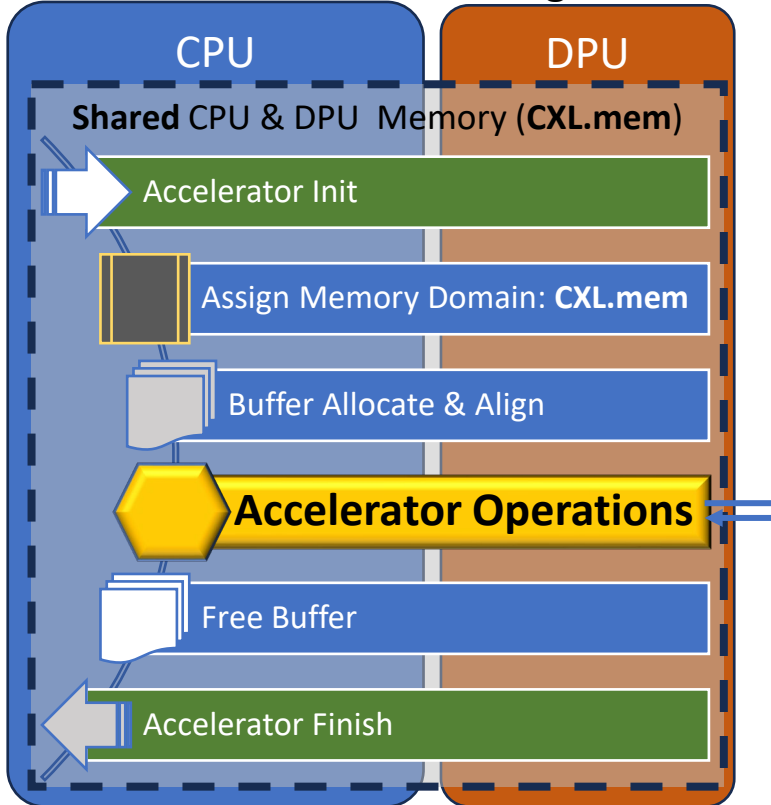 CPU
DPU
Shared CPU & DPU Memory (CXL.mem)
Accelerator Init
Assign Memory Domain: CXL.mem
Buffer Allocate & Align
Accelerator Operations
Free Buffer
Accelerator Finish